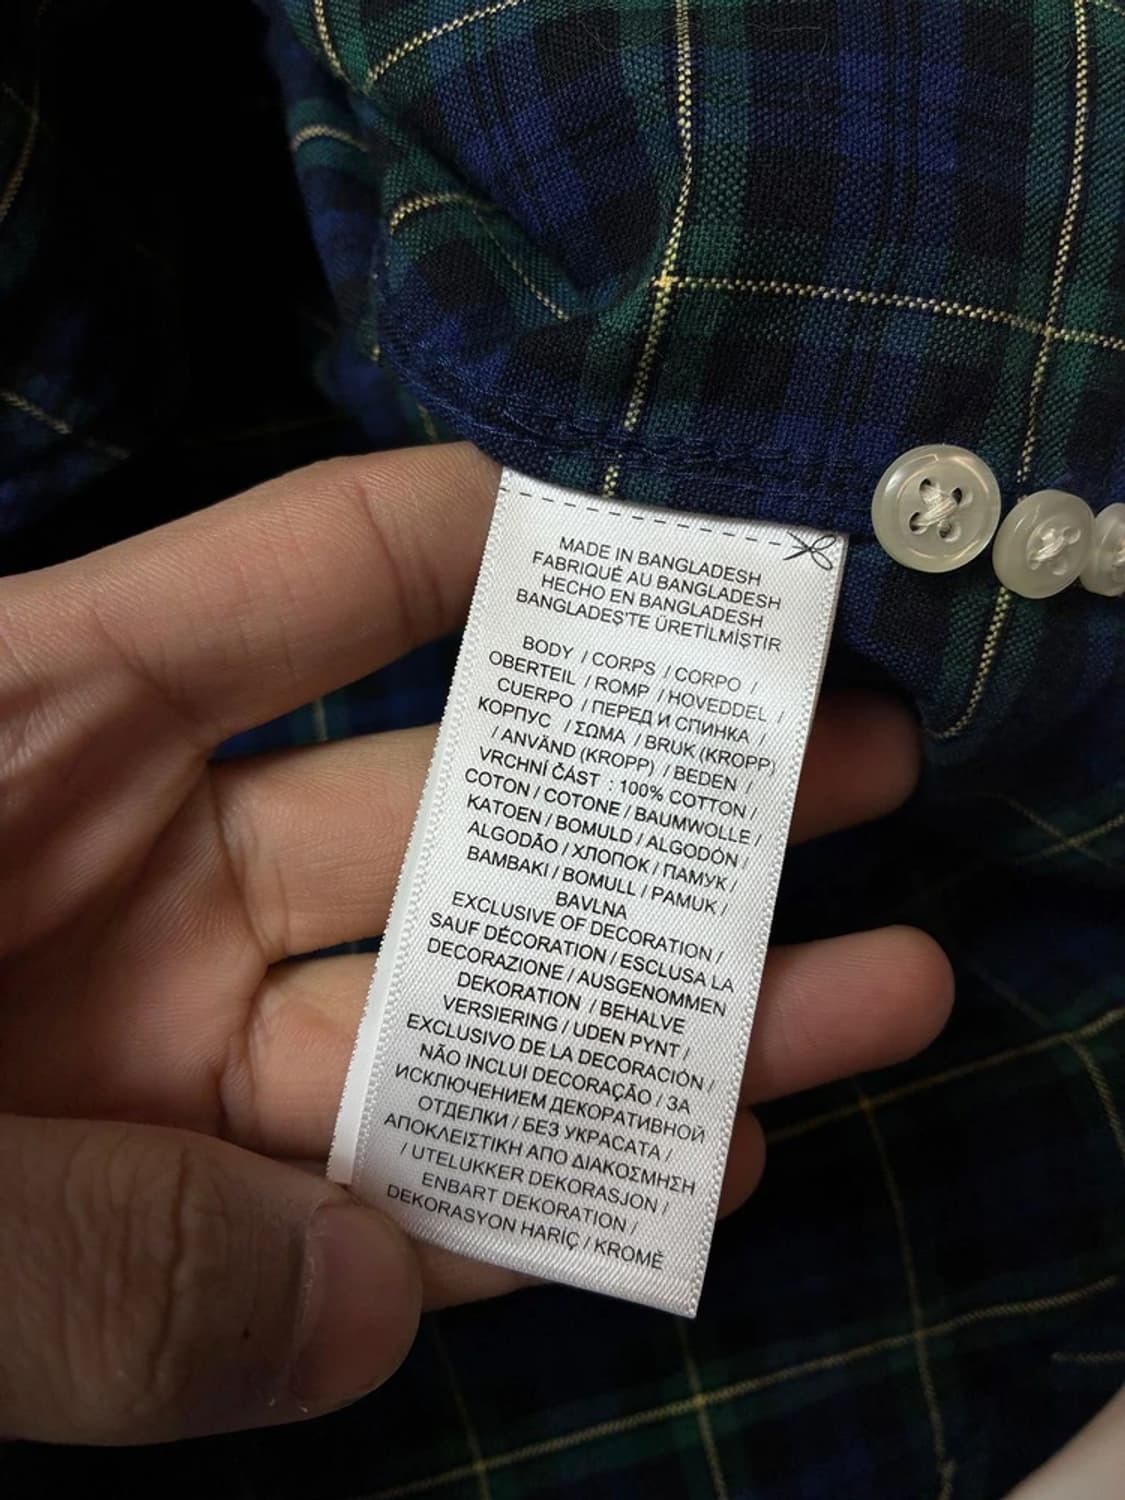 MADE IN BANGLADESH
FABRIQUÉ AU BANGLADESH
HECHO EN BANGLADESH
BANGLADEŞ'TE ÜRETİLMİŞTİR
BODY / CORPS / CORPO /
OBERTEIL / ROMP / HOVEDDEL /
CUERPO / ПЕРЕД И СПИНКА /
КОРПУС / ΣΩΜΑ / BRUK (KROPP)
/ ANVÄND (KROPP) / BEDEN /
VRCHNÍ ČÁST : 100% COTTON /
COTON / COTONE / BAUMWOLLE /
KATOEN / BOMULD / ALGODÓN /
ALGODÃO / ХЛОПОК / ПАМУК /
BAMBAKI / BOMULL / PAMUK /
BAVLNA
EXCLUSIVE OF DECORATION /
SAUF DÉCORATION / ESCLUSA LA
DECORAZIONE / AUSGENOMMEN
DEKORATION / BEHALVE
VERSIERING / UDEN PYNT /
EXCLUSIVO DE LA DECORACIÓN /
NÃO INCLUI DECORAÇÃO / ЗА
ИСКЛЮЧЕНИЕМ ДЕКОРАТИВНОЙ
ОТДЕЛКИ / БЕЗ УКРАСАТА /
ΑΠΟΚΛΕΙΣΤΙΚΗ ΑΠΟ ΔΙΑΚΟΣΜΗΣΗ
/ UTELUKKER DEKORASJON /
ENBART DEKORATION /
DEKORASYON HARİÇ / KROMĚ